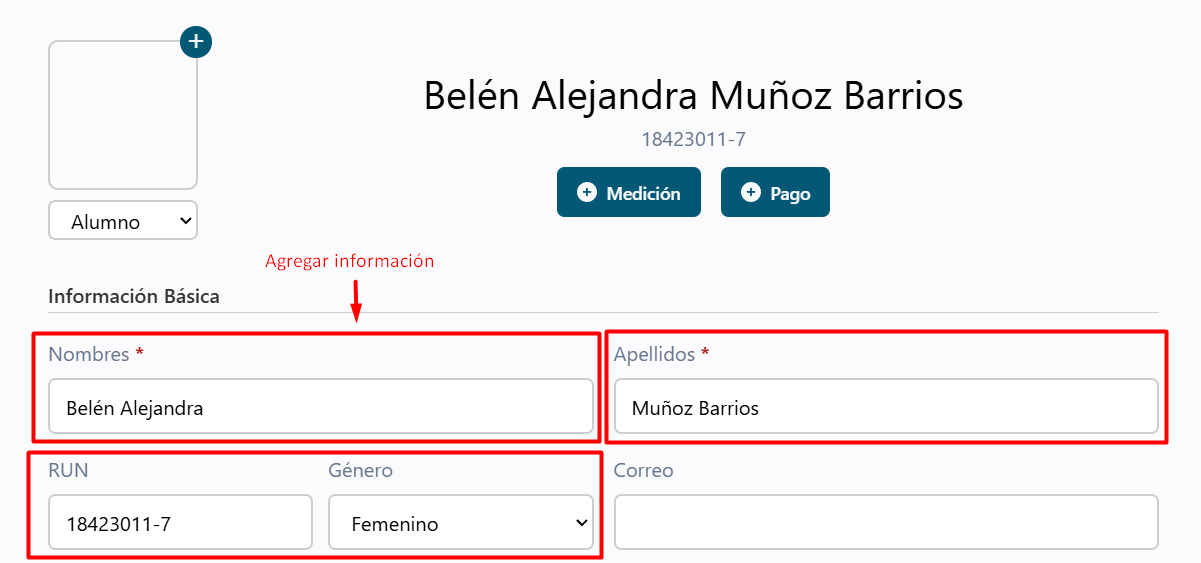 Belén Alejandra Muñoz Barrios
18423011-7
Medición Pago
Alumno
Agregar información
Información Básica
Nombres * Apellidos *
Belén Alejandra Muñoz Barrios
RUN Género Correo
18423011-7 Femenino